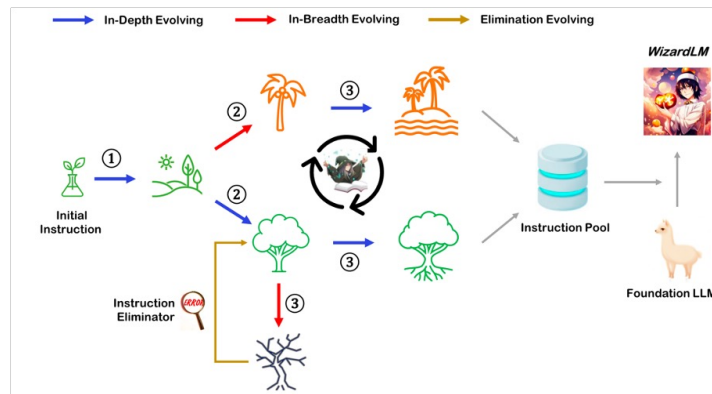 In-Depth Evolving
In-Breadth Evolving
Elimination Evolving
WizardLM
③
②
①
Initial
Instruction
②
③
Instruction Pool
Instruction
Eliminator
ERROR
③
Foundation LLM